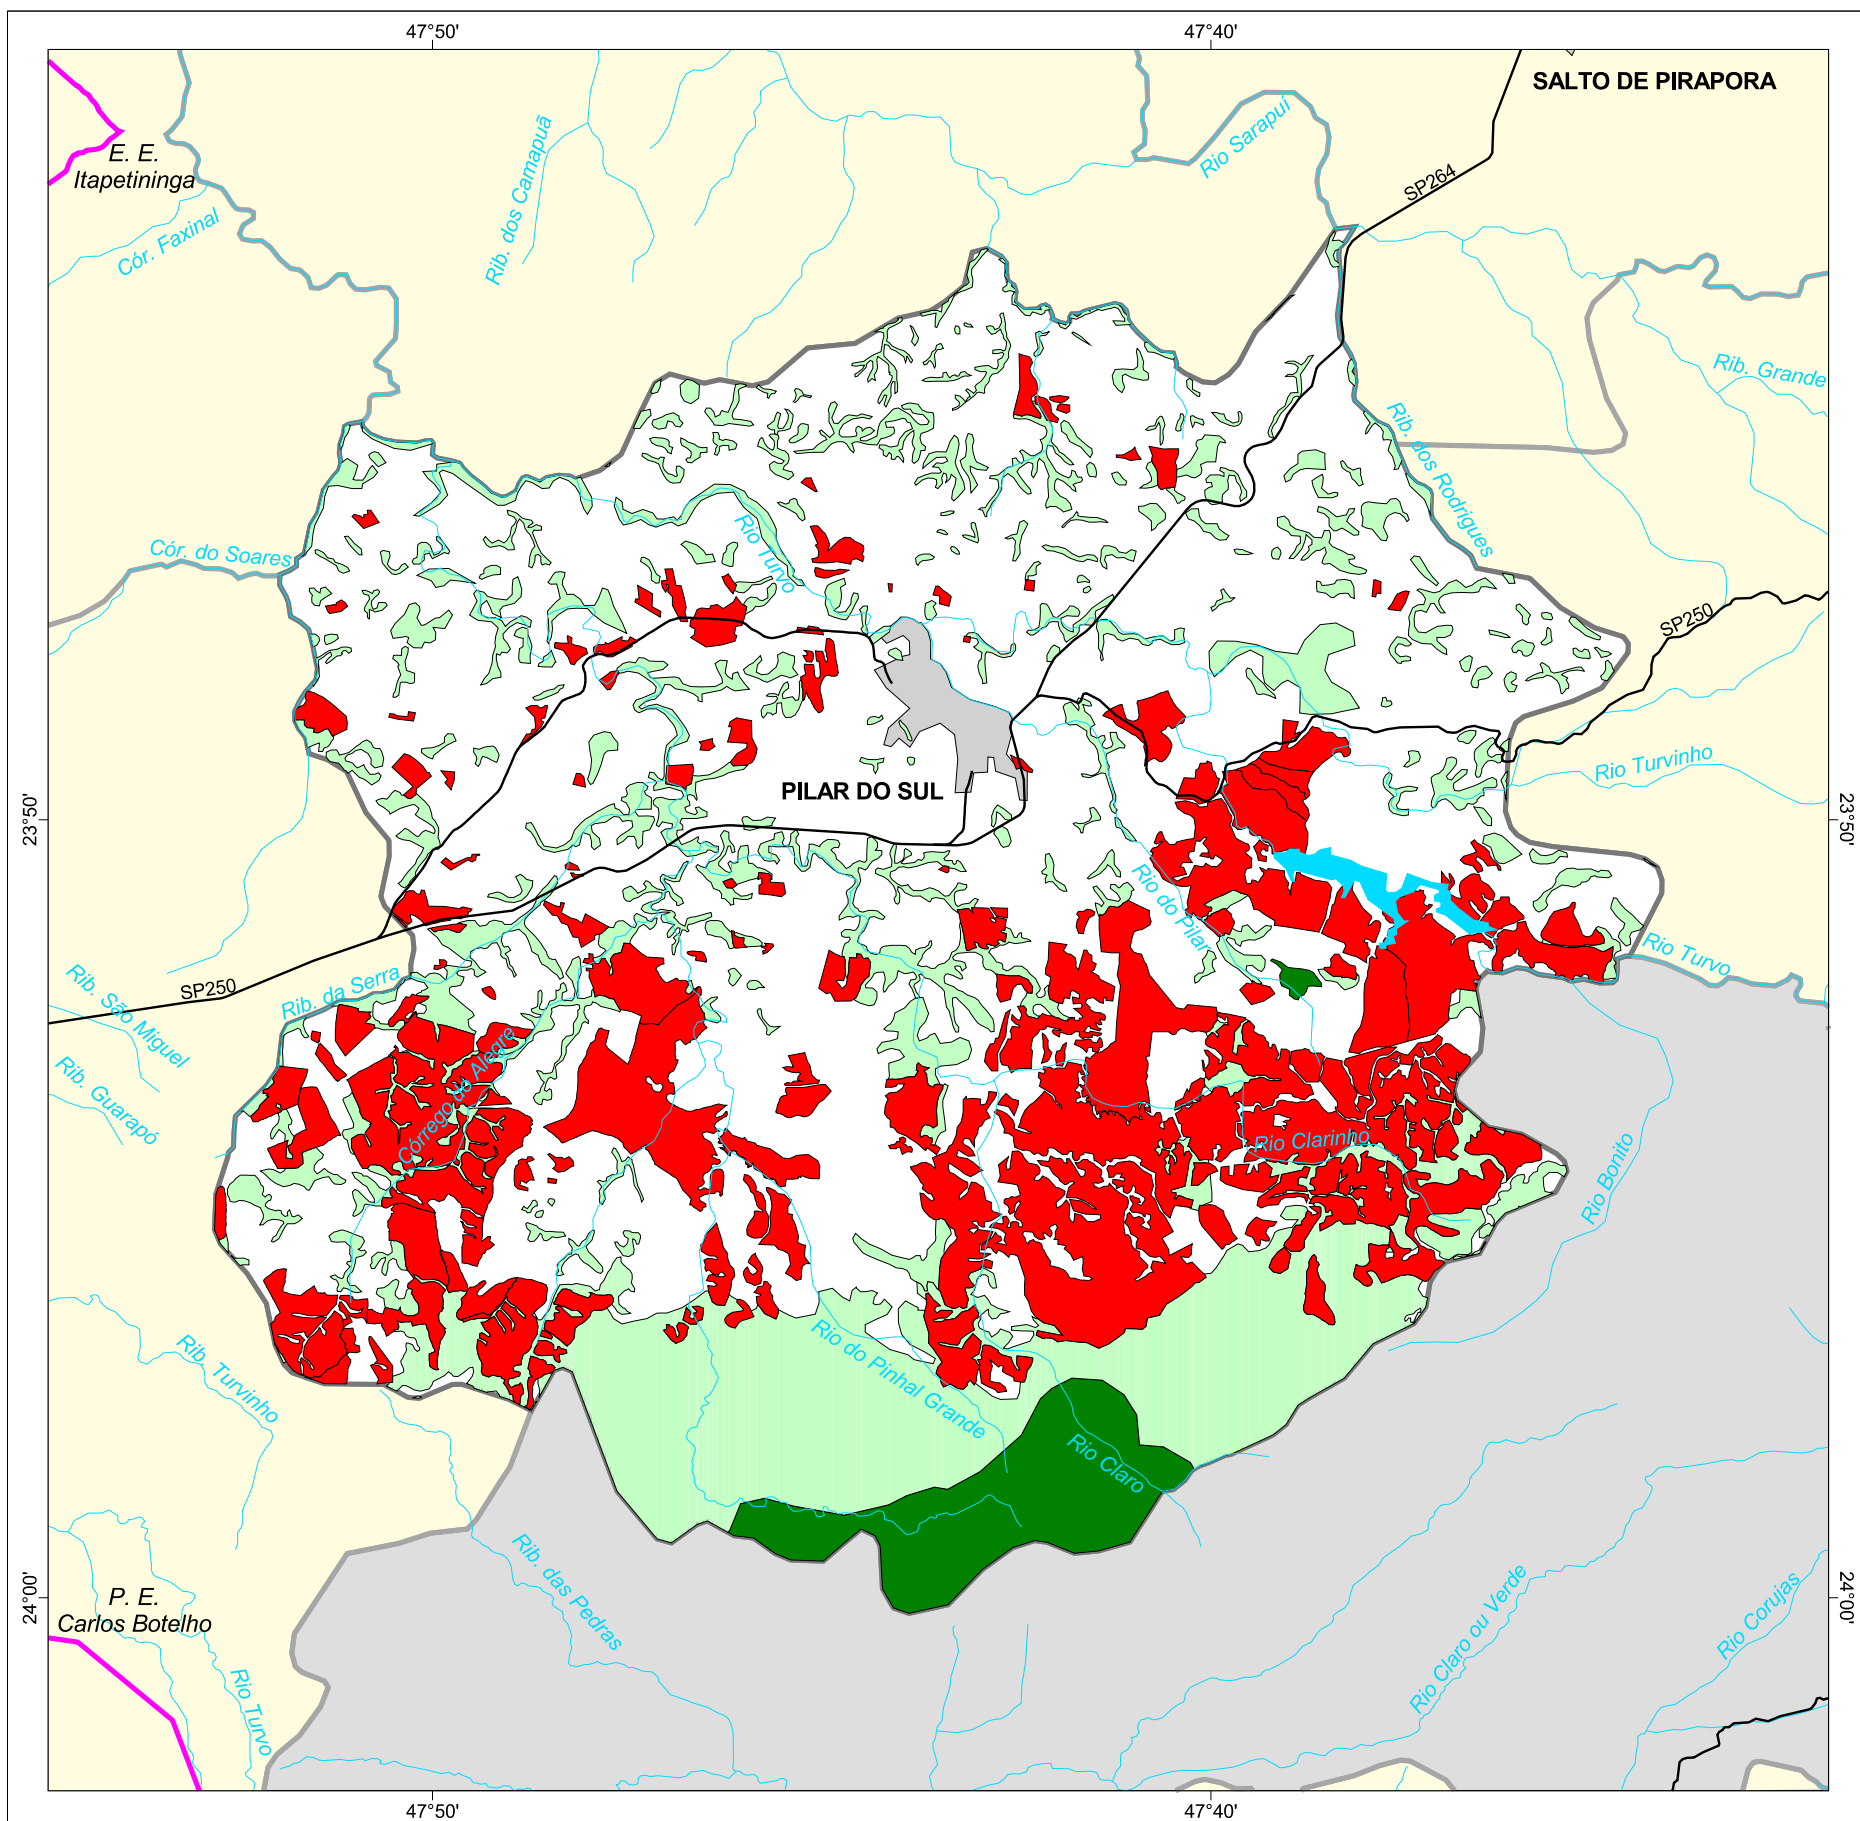 47°50'
47°40'
SALTO DE PIRAPORA
E. E.
Itapetininga
Cór. Faxinal
Rib. dos Camapuã
Rio Sarapuí
SP264
Rib. Grande
Rib. dos Rodrigues
Cór. do Soares
Rio Turvo
SP250
Rio Turvinho
PILAR DO SUL
23°50'
23°50'
Rio do Pilar
Rio Turvo
SP250
Rib. da Serra
Rib. São Miguel
Rib. Guarapó
Córrego do Alegre
Rio Clarinho
Rio Bonito
Rib. Turvinho
Rio do Pinhal Grande
Rio Claro
Rib. das Pedras
24°00'
24°00'
P. E.
Carlos Botelho
Rio Turvo
Rio Claro ou Verde
Rio Corujas
47°50'
47°40'